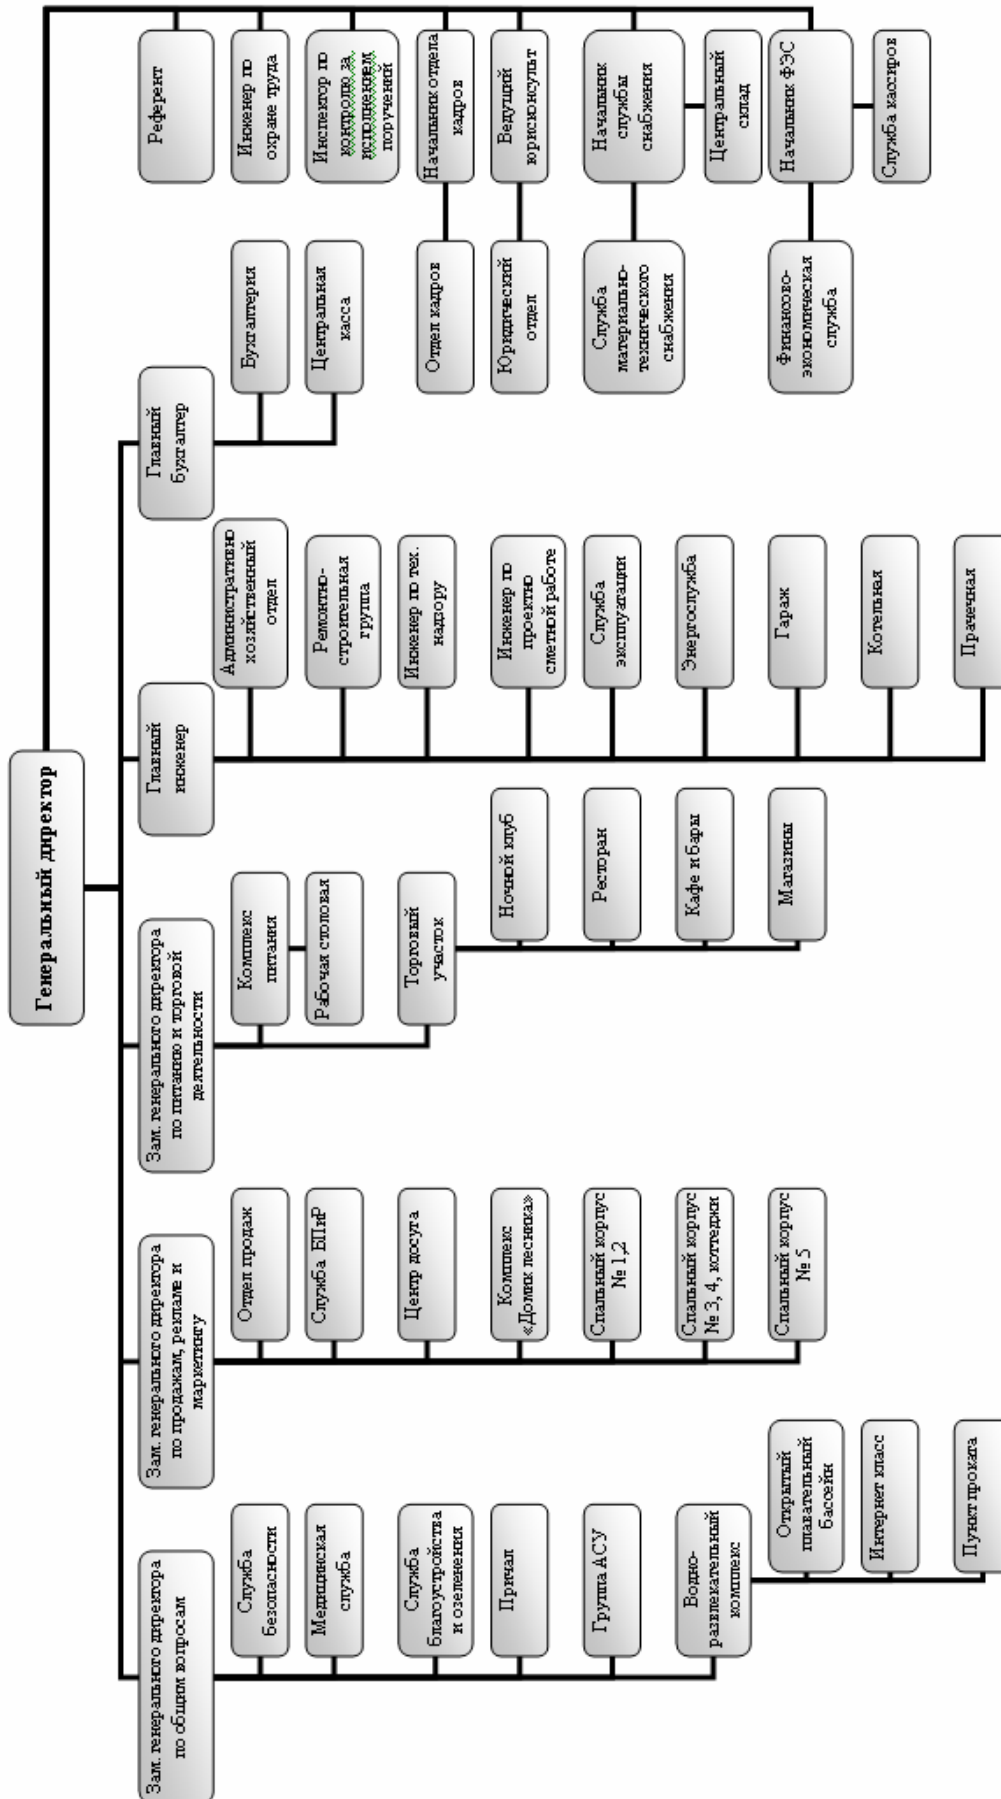 Генеральный директор
Зам. генерального директора
по общим вопросам
Служба
безопасности
Медицинская
служба
Служба
благоустройства
и озеленения
Причал
Группа АСУ
Водно-
развлекательный
комплекс
Открытый
плавательный
бассейн
Интернет класс
Пункт проката
Зам. генерального директора
по продажам, рекламе и
маркетингу
Отдел продаж
Служба БПиР
Центр досуга
Комплекс
«Домик лесника»
Спальный корпус
№ 1,2
Спальный корпус
№ 3, 4, коттеджи
Спальный корпус
№ 5
Зам. генерального директора
по питанию и торговой
деятельности
Комплекс
питания
Рабочая столовая
Торговый
участок
Ночной клуб
Ресторан
Кафе и бары
Магазины
Главный
инженер
Административно
хозяйственный
отдел
Ремонтно-
строительная
группа
Инженер по тех.
надзору
Инженер по
проектно
сметной работе
Служба
эксплуатации
Энергослужба
Гараж
Котельная
Прачечная
Главный
бухгалтер
Бухгалтерия
Центральная
касса
Референт
Инженер по
охране труда
Инспектор по
контролю за
исполнением
поручений
Начальник отдела
кадров
Отдел кадров
Ведущий
юрисконсульт
Юридический
отдел
Начальник
службы
снабжения
Служба
материально-
технического
снабжения
Центральный
склад
Начальник ФЭС
Финансово-
экономическая
служба
Служба кассиров